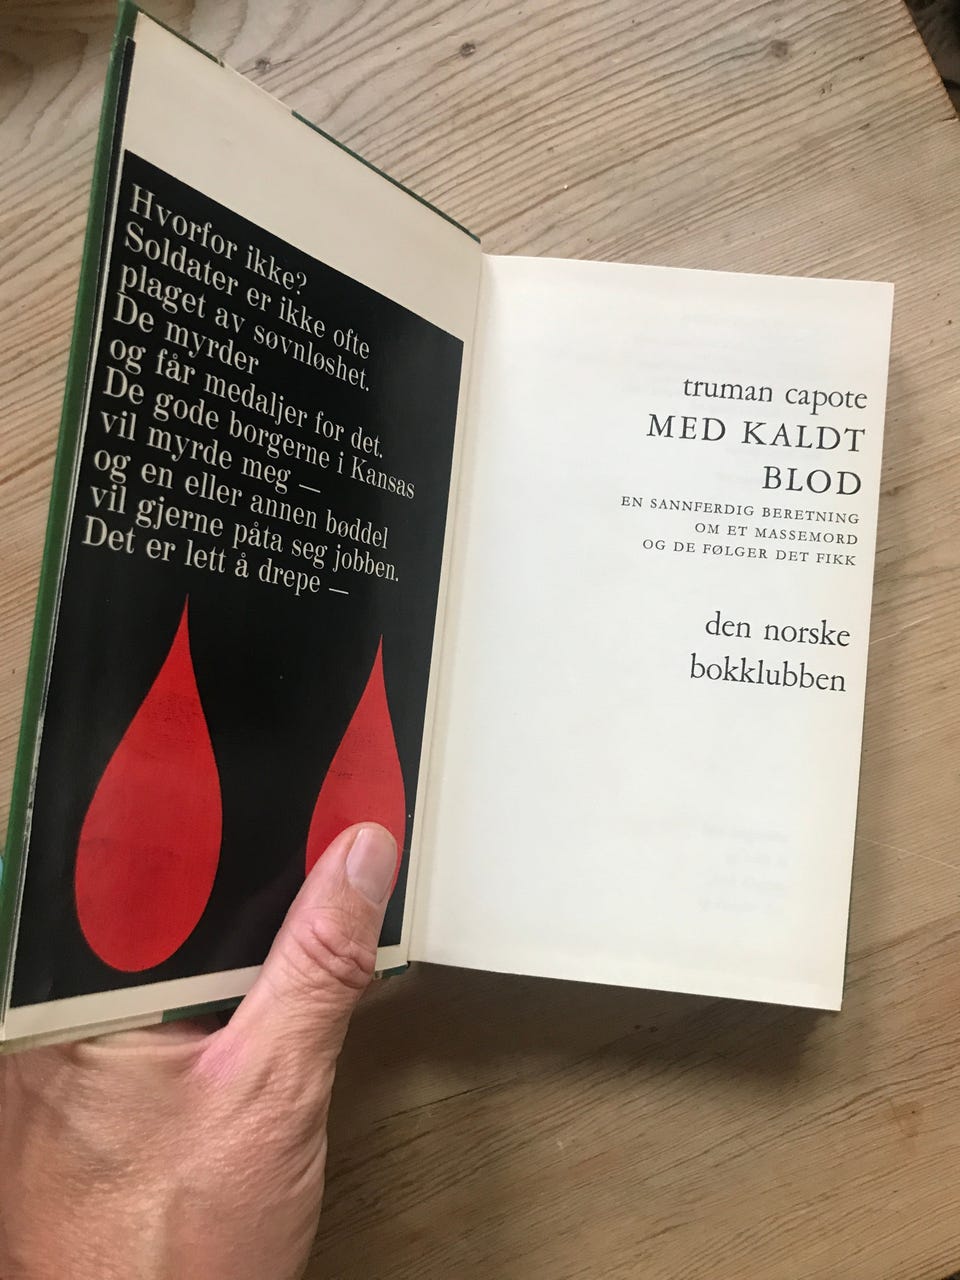 Hvorfor ikke?
Soldater er ikke ofte
plaget av søvnløshet.
De myrder
og får medaljer for det.
De gode borgerne i Kansas
vil myrde meg —
og en eller annen bøddel
vil gjerne påta seg jobben.
Det er lett å drepe —
truman capote
MED KALDT
BLOD
EN SANNFERDIG BERETNING
OM ET MASSEMORD
OG DE FØLGER DET FIKK
den norske
bokklubben